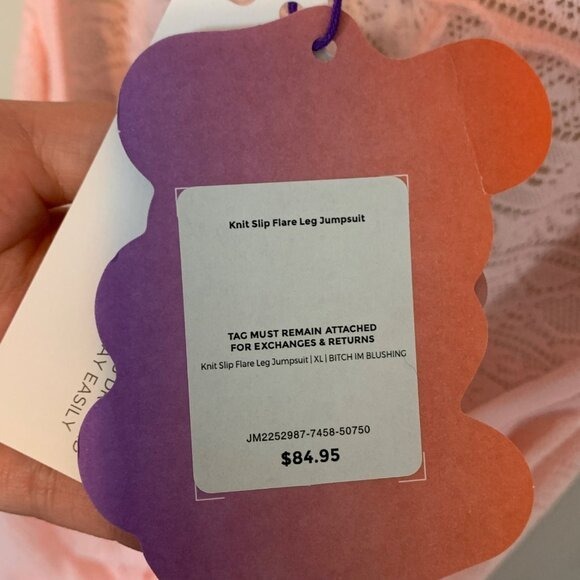 Knit Slip Flare Leg Jumpsuit
TAG MUST REMAIN ATTACHED
FOR EXCHANGES & RETURNS
Knit Slip Flare Leg Jumpsuit | XL | BITCH IM BLUSHING
JM2252987-7458-50750
$84.95
EASILY